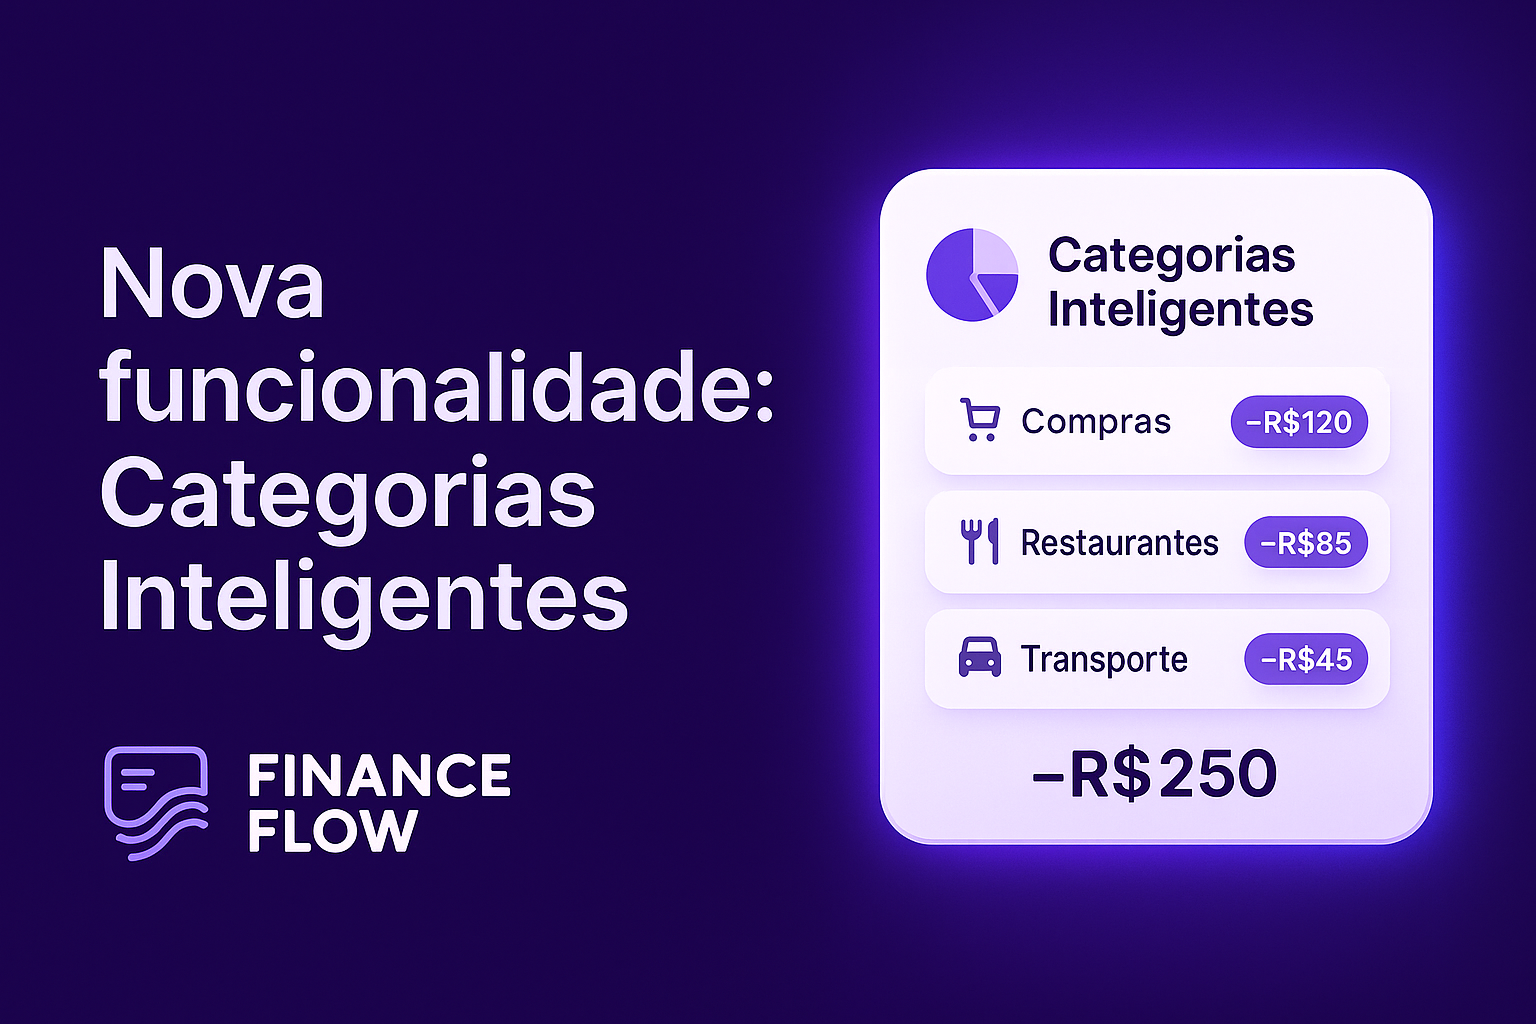 Nova
funcionalidade:
Categorias
Inteligentes
FINANCE
FLOW
Categorias
Inteligentes
Compras –R$120
Restaurantes –R$85
Transporte –R$45
–R$250